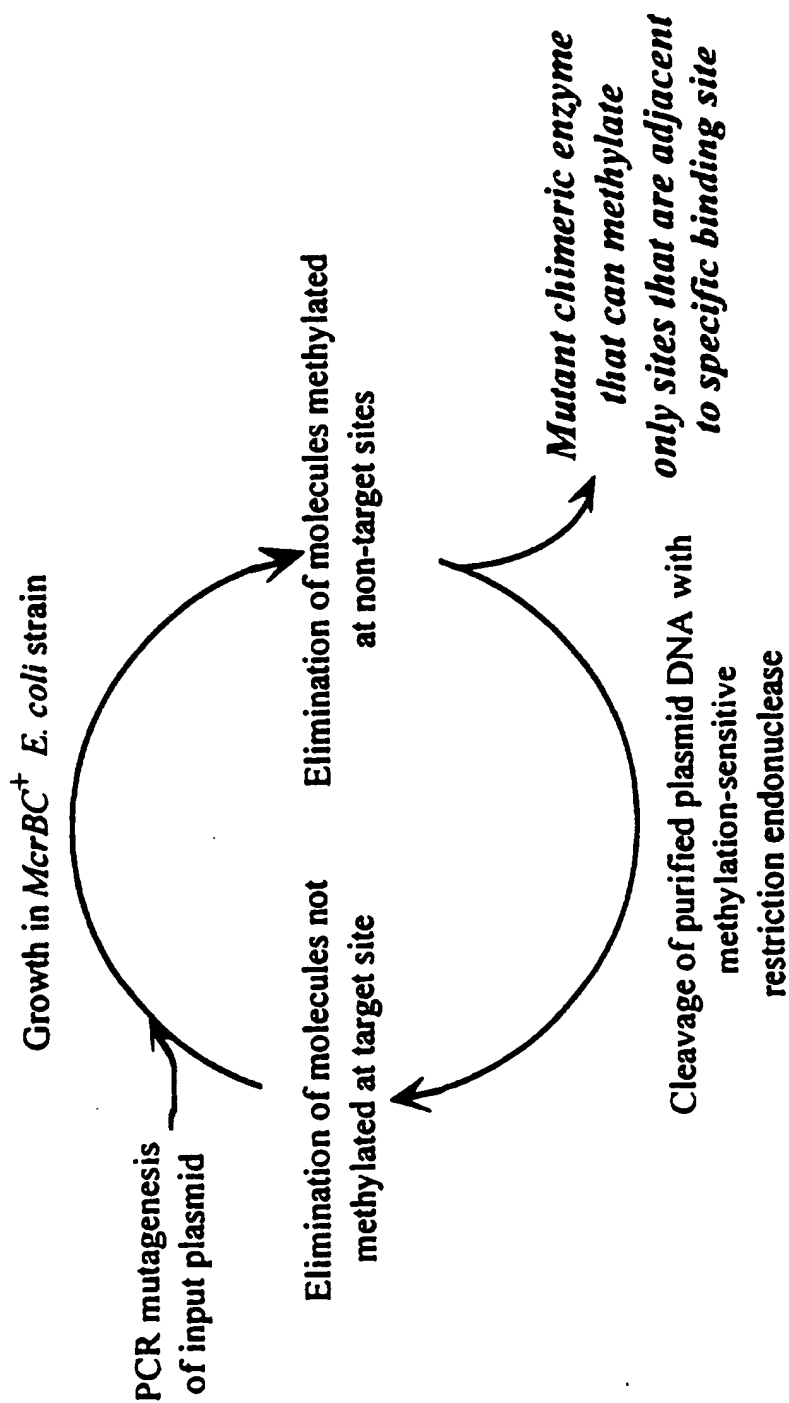 Growth in McrBC+ E. coli strain
PCR mutagenesis
of input plasmid
Elimination of molecules not
methylated at target site
Elimination of molecules methylated
at non-target sites
Mutant chimeric enzyme
that can methylate
only sites that are adjacent
to specific binding site
Cleavage of purified plasmid DNA with
methylation-sensitive
restriction endonuclease